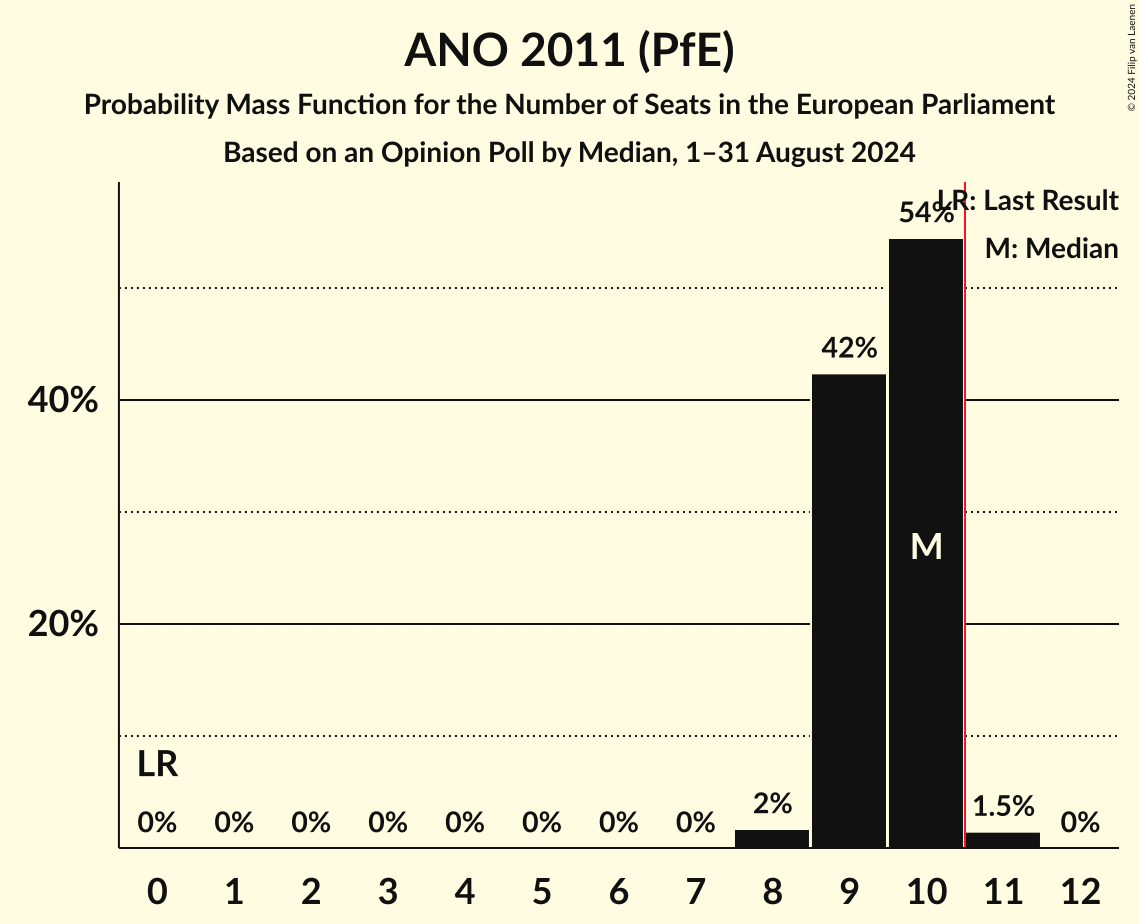 ANO 2011 (PfE)
Probability Mass Function for the Number of Seats in the European Parliament
Based on an Opinion Poll by Median, 1–31 August 2024
© 2024 Filip van Laenen
LR: Last Result
M: Median
54%
42%
40%
M
20%
LR
0% 0% 0% 0% 0% 0% 0% 0% 2% 1.5% 0%
0 1 2 3 4 5 6 7 8 9 10 11 12